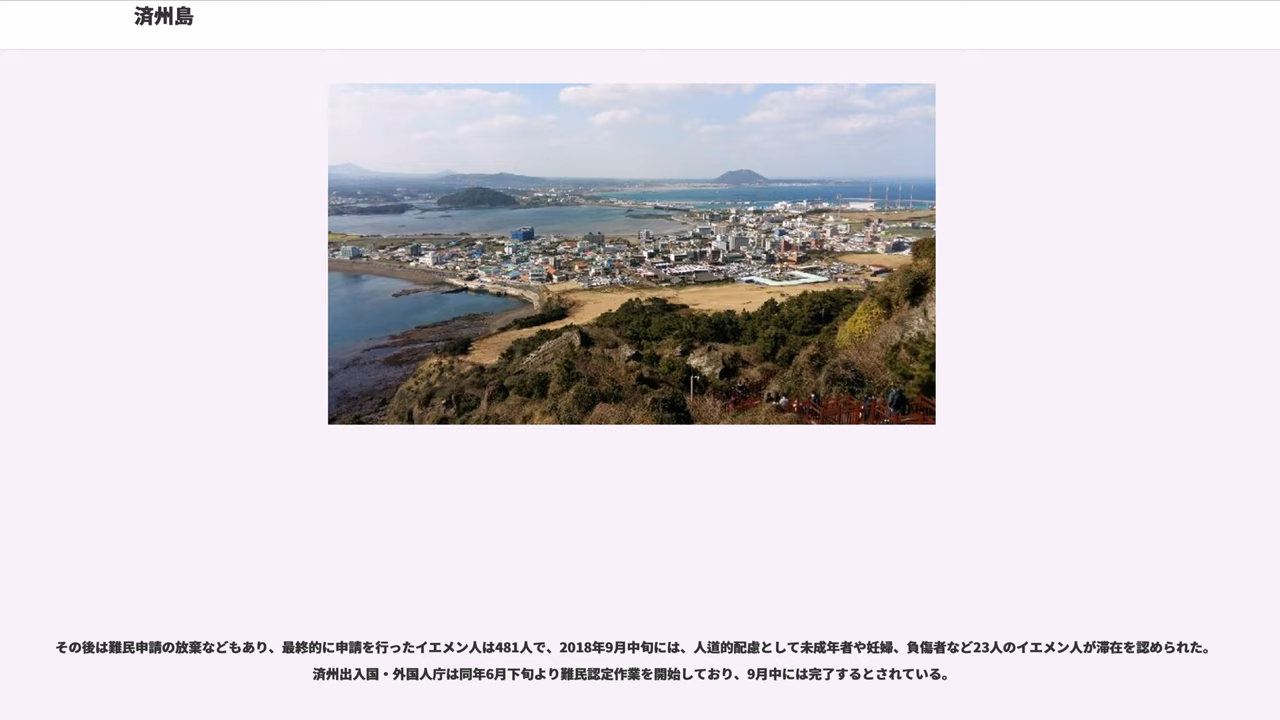 済州島
その後は難民申請の放棄などもあり、最終的に申請を行ったイエメン人は481人で、2018年9月中旬には、人道的配慮として未成年者や妊婦、負傷者など23人のイエメン人が滞在を認められた。
済州出入国・外国人庁は同年6月下旬より難民認定作業を開始しており、9月中には完了するとされている。